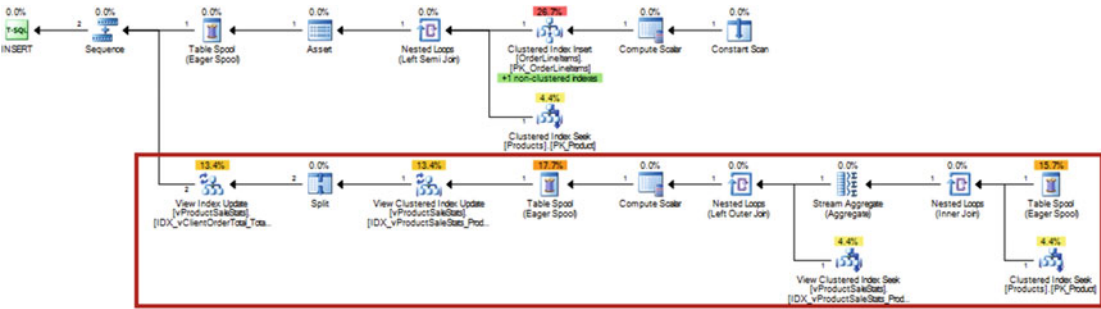 0.0%
T-SQL
INSERT
2
0.0%
Sequence
1
0.0%
Table Spool
(Eager Spool)
1
0.0%
Assert
1
0.0%
Nested Loops
(Left Semi Join)
1
26.7%
Clustered Index Insert
[OrderLineItems].
[PK_OrderLineItems]
+1 non-clustered indexes
1
0.0%
Compute Scalar
1
0.0%
Constant Scan
1
4.4%
Clustered Index Seek
[Products].[PK_Product]
2
13.4%
View Index Update
[vProductSaleStats].
[IDX_vClientOrderTotal_Tota...
2
0.0%
Split
1
13.4%
View Clustered Index Update
[vProductSaleStats].
[IDX_vProductSaleStats_Prod...
1
17.7%
Table Spool
(Eager Spool)
1
0.0%
Compute Scalar
1
0.0%
Nested Loops
(Left Outer Join)
1
0.0%
Stream Aggregate
(Aggregate)
1
0.0%
Nested Loops
(Inner Join)
1
15.7%
Table Spool
(Eager Spool)
1
4.4%
View Clustered Index Seek
[vProductSaleStats].
[IDX_vProductSaleStats_Prod...
1
4.4%
Clustered Index Seek
[Products].[PK_Product]